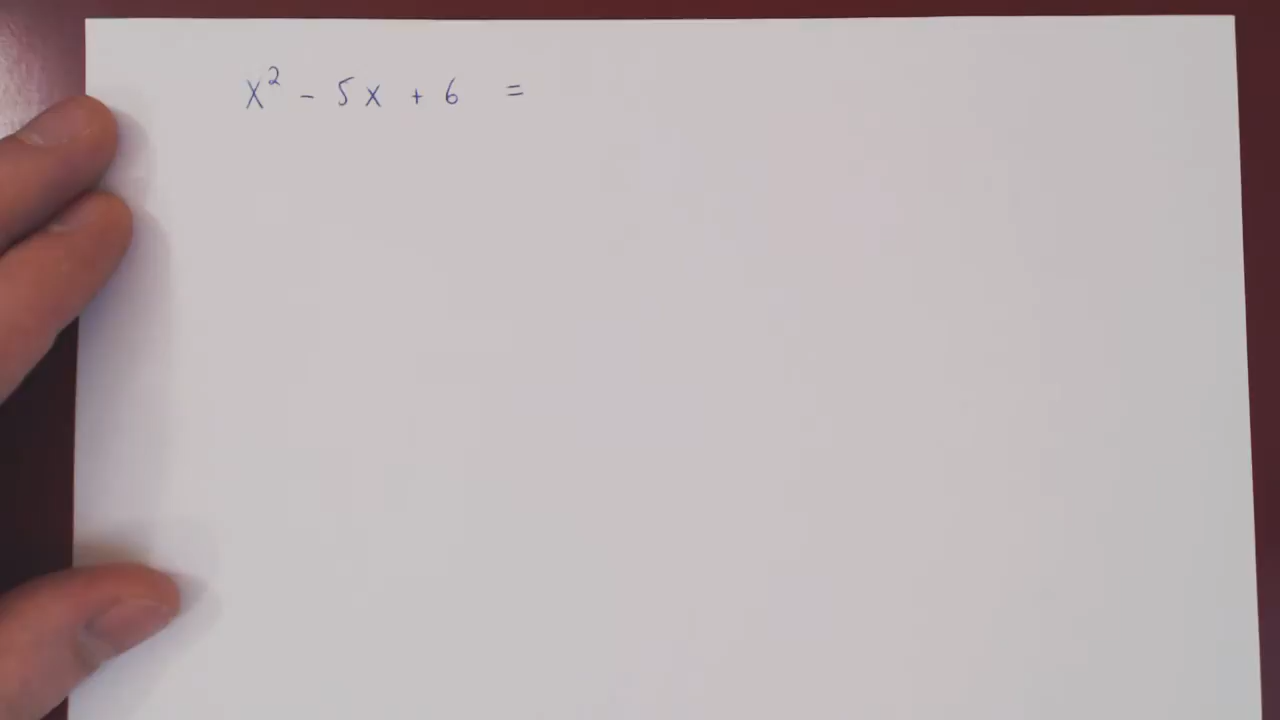 x² - 5x + 6 =